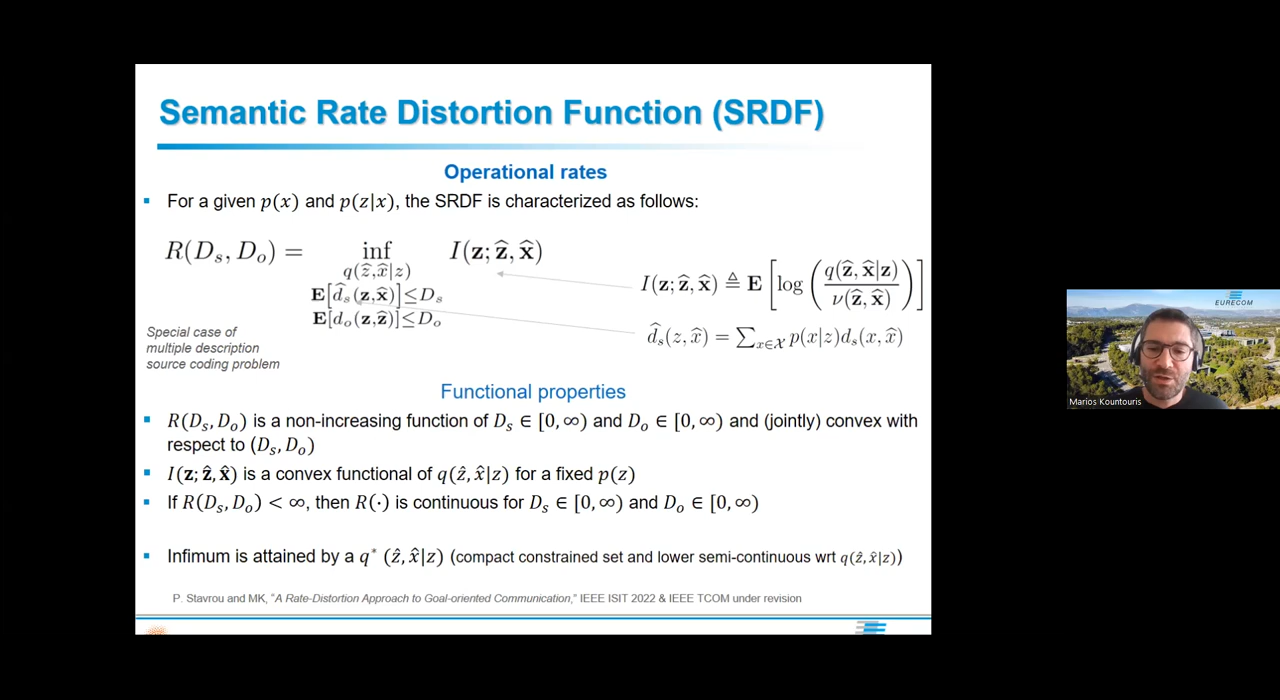 Semantic Rate Distortion Function (SRDF)
Operational rates
▪ For a given p(x) and p(z|x), the SRDF is characterized as follows:
R(D_s, D_o) = inf I(𝐳; 𝐳̂, 𝐱̂)
q(ẑ,x̂|z)
𝐄[d̂_s(𝐳,𝐱̂)]≤D_s
𝐄[d_o(𝐳,𝐳̂)]≤D_o
I(𝐳; 𝐳̂, 𝐱̂) ≜ 𝐄[log(q(𝐳̂,𝐱̂|𝐳)/ν(𝐳̂,𝐱̂))]
d̂_s(z,x̂) = ∑_{x∈𝒳} p(x|z)d_s(x,x̂)
Special case of
multiple description
source coding problem
Functional properties
▪ R(D_s, D_o) is a non-increasing function of D_s ∈ [0, ∞) and D_o ∈ [0, ∞) and (jointly) convex with
respect to (D_s, D_o)
▪ I(𝐳; 𝐳̂, 𝐱̂) is a convex functional of q(ẑ, x̂|z) for a fixed p(z)
▪ If R(D_s, D_o) < ∞, then R(·) is continuous for D_s ∈ [0, ∞) and D_o ∈ [0, ∞)
▪ Infimum is attained by a q* (ẑ, x̂|z) (compact constrained set and lower semi-continuous wrt q(ẑ, x̂|z))
P. Stavrou and MK, "A Rate-Distortion Approach to Goal-oriented Communication," IEEE ISIT 2022 & IEEE TCOM under revision
EURECOM
Marios Kountouris